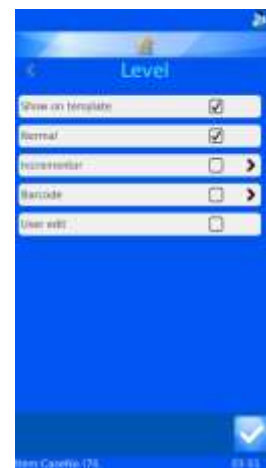 Level
Show on template
Normal
Incrementor
Barcode
User edit